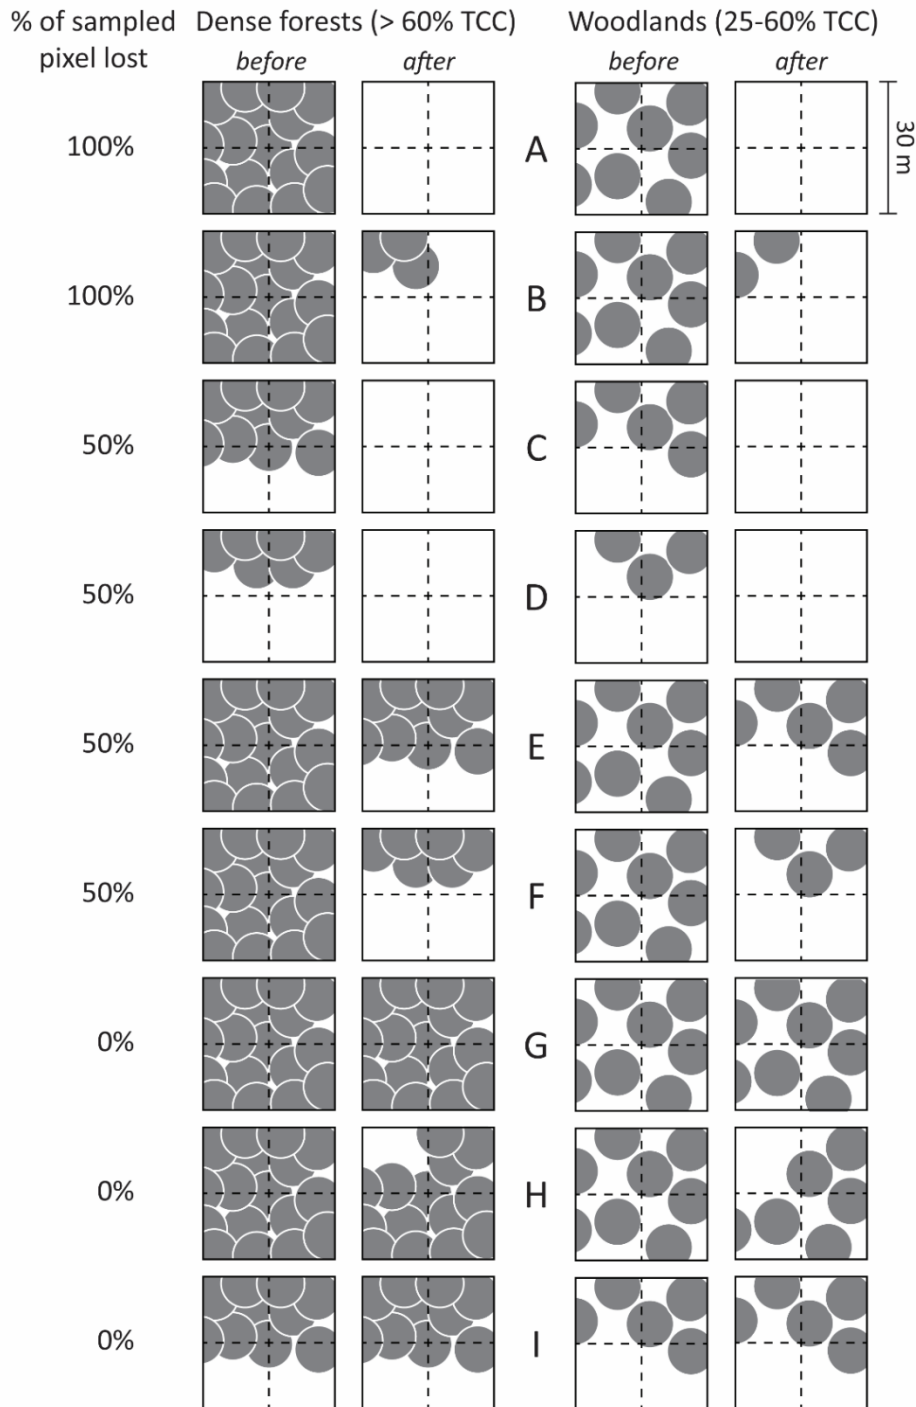 % of sampled Dense forests (> 60% TCC) Woodlands (25-60% TCC)
pixel lost before after before after
100% A 30 m
100% B
50% C
50% D
50% E
50% F
0% G
0% H
0% I